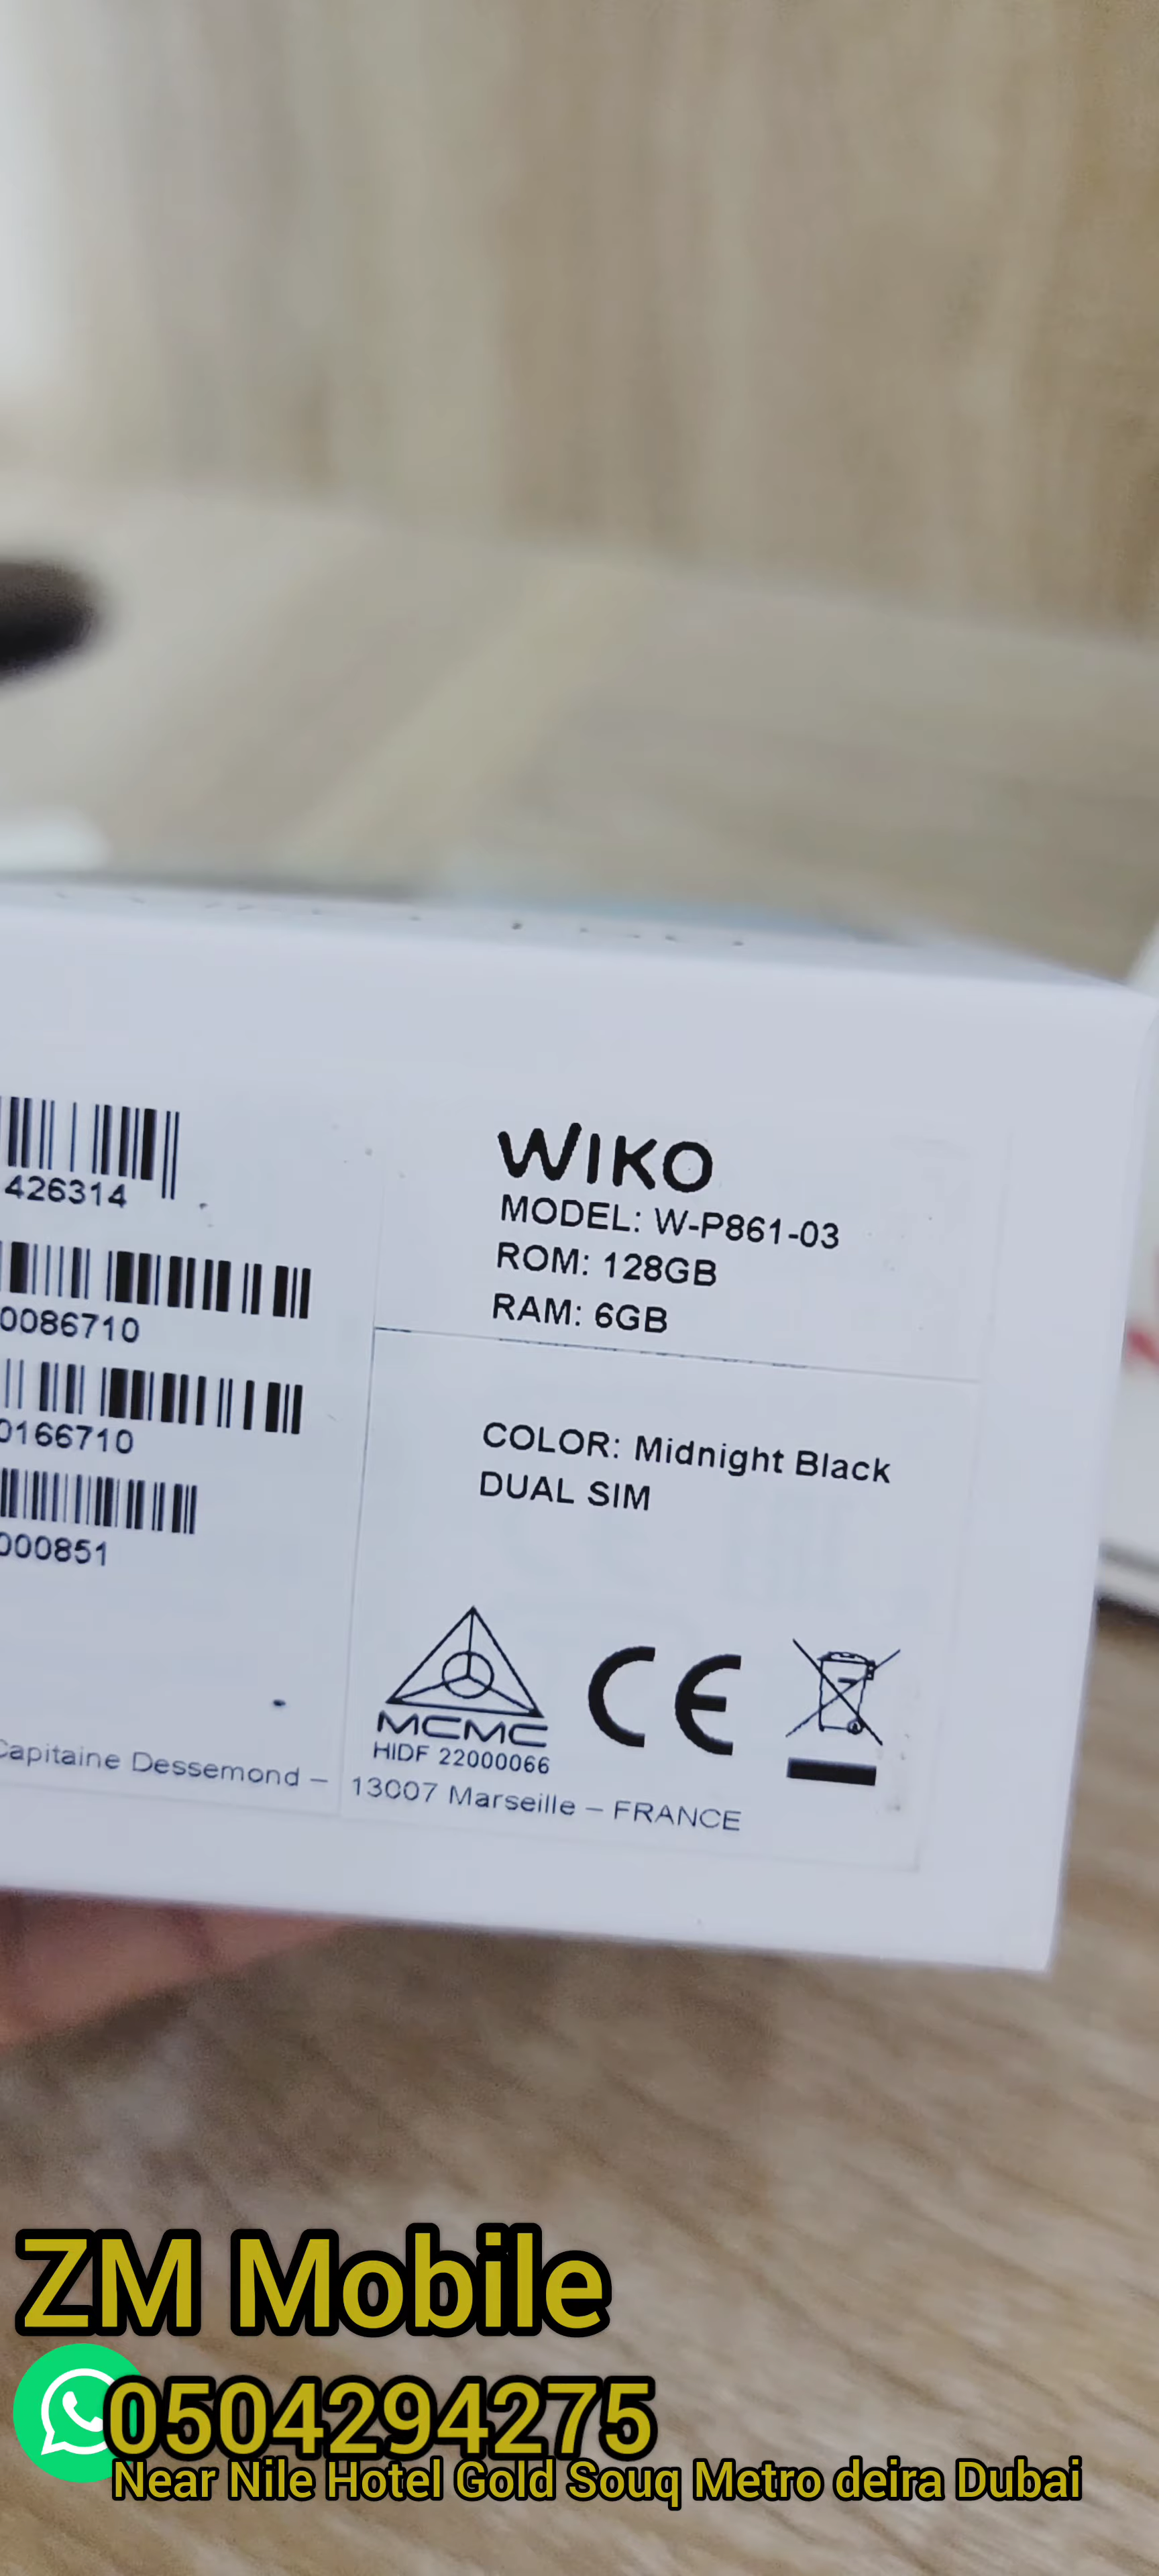 426314
0086710
0166710
000851
WIKO
MODEL: W-P861-03
ROM: 128GB
RAM: 6GB
COLOR: Midnight Black
DUAL SIM
MCMC
HIDF 22000066
CE
Capitaine Dessemond – 13007 Marseille – FRANCE
ZM Mobile
0504294275
Near Nile Hotel Gold Souq Metro deira Dubai